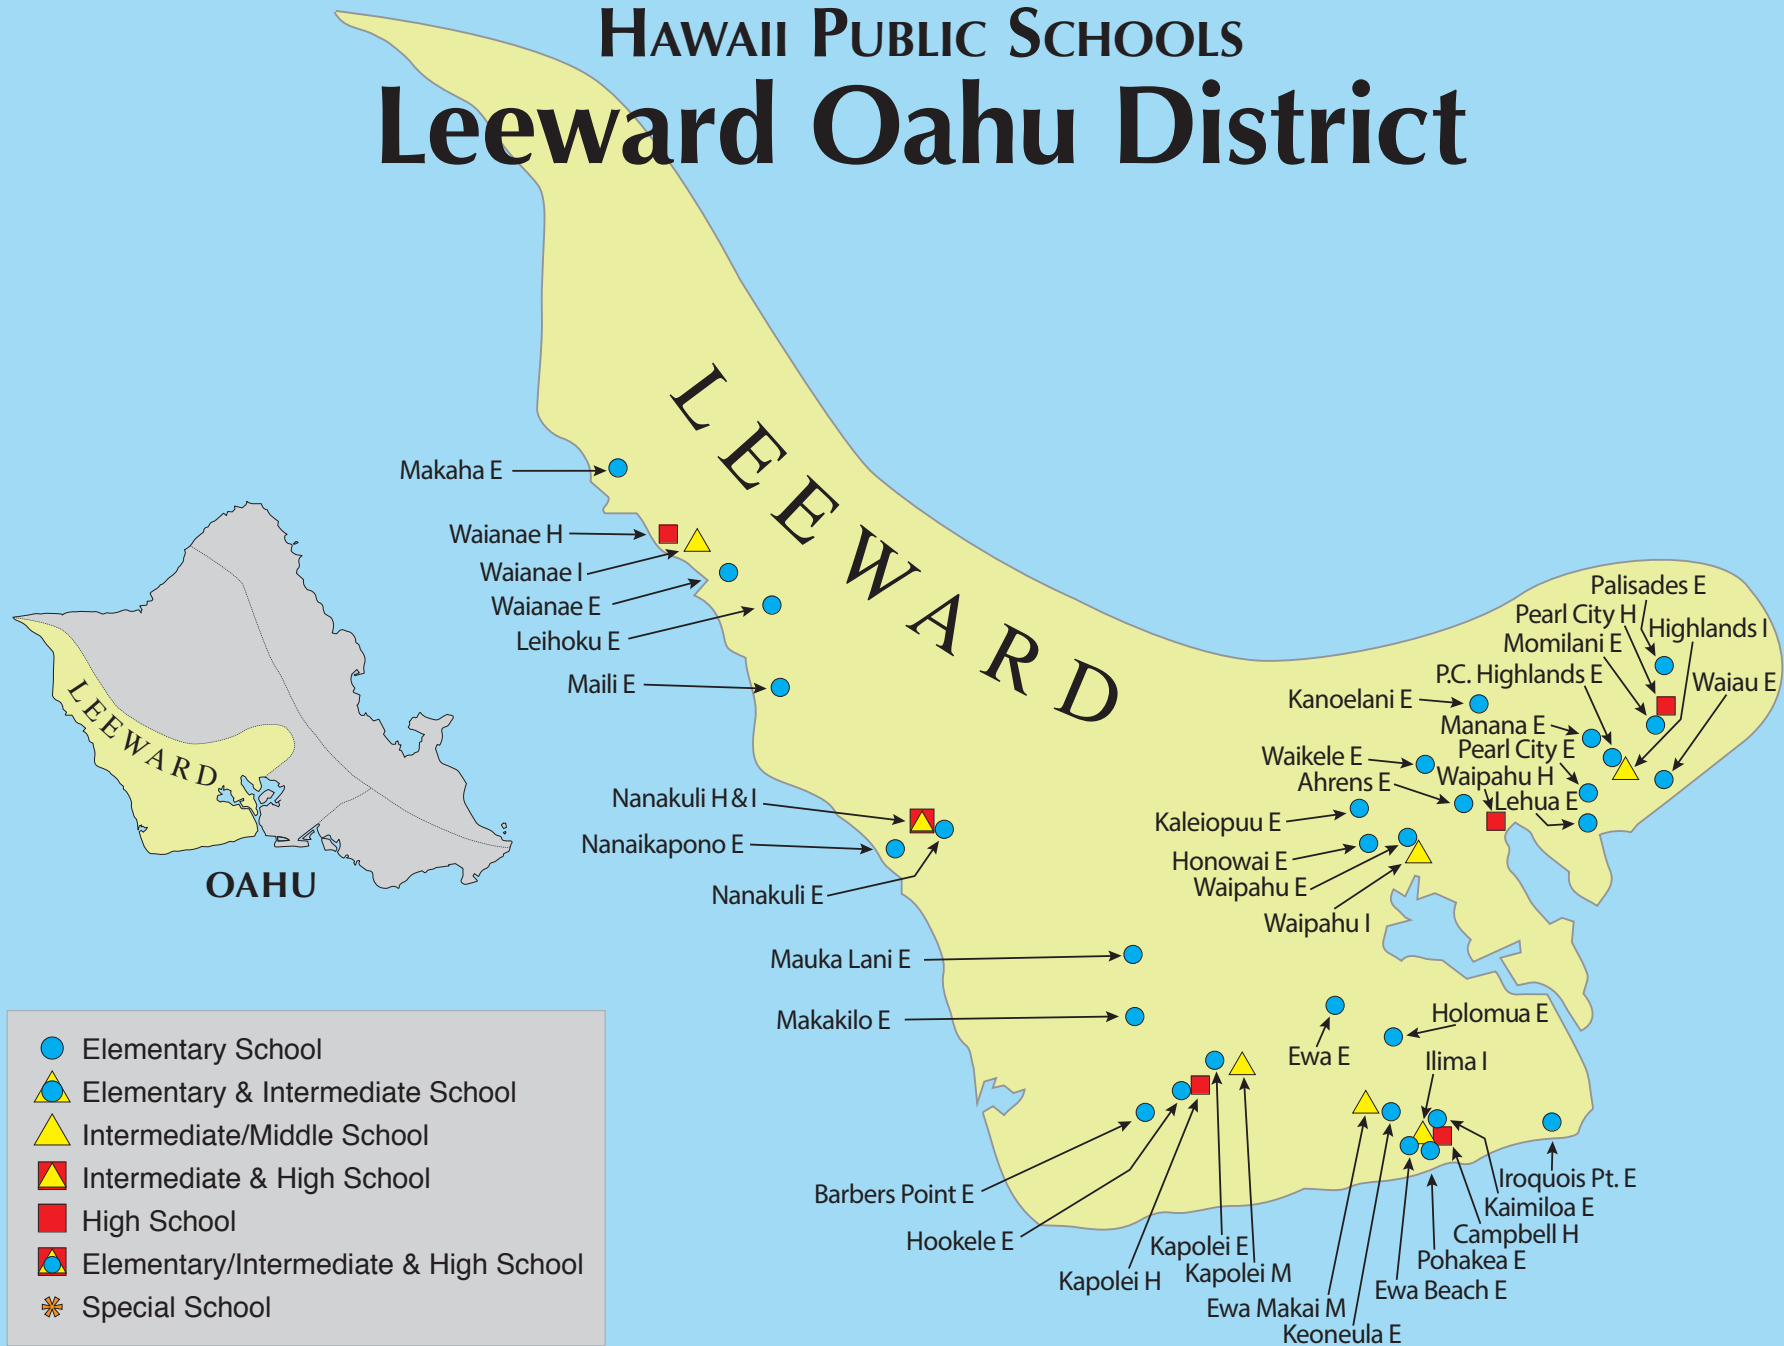 HAWAII PUBLIC SCHOOLS
Leeward Oahu District
LEEWARD
Makaha E
Waianae H
Waianae I
Waianae E
Leihoku E
Maili E
Nanakuli H & I
Nanaikapono E
Nanakuli E
Mauka Lani E
Makakilo E
Barbers Point E
Hookele E
Kapolei H
Kapolei E
Kapolei M
Ewa Makai M
Keoneula E
Ewa Beach E
Pohakea E
Campbell H
Kaimiloa E
Iroquois Pt. E
Ilima I
Holomua E
Ewa E
Palisades E
Pearl City H
Highlands I
Momilani E
P.C. Highlands E
Waiau E
Kanoelani E
Manana E
Pearl City E
Waikele E
Waipahu H
Ahrens E
Lehua E
Kaleiopuu E
Honowai E
Waipahu E
Waipahu I
LEEWARD
OAHU
Elementary School
Elementary & Intermediate School
Intermediate/Middle School
Intermediate & High School
High School
Elementary/Intermediate & High School
Special School